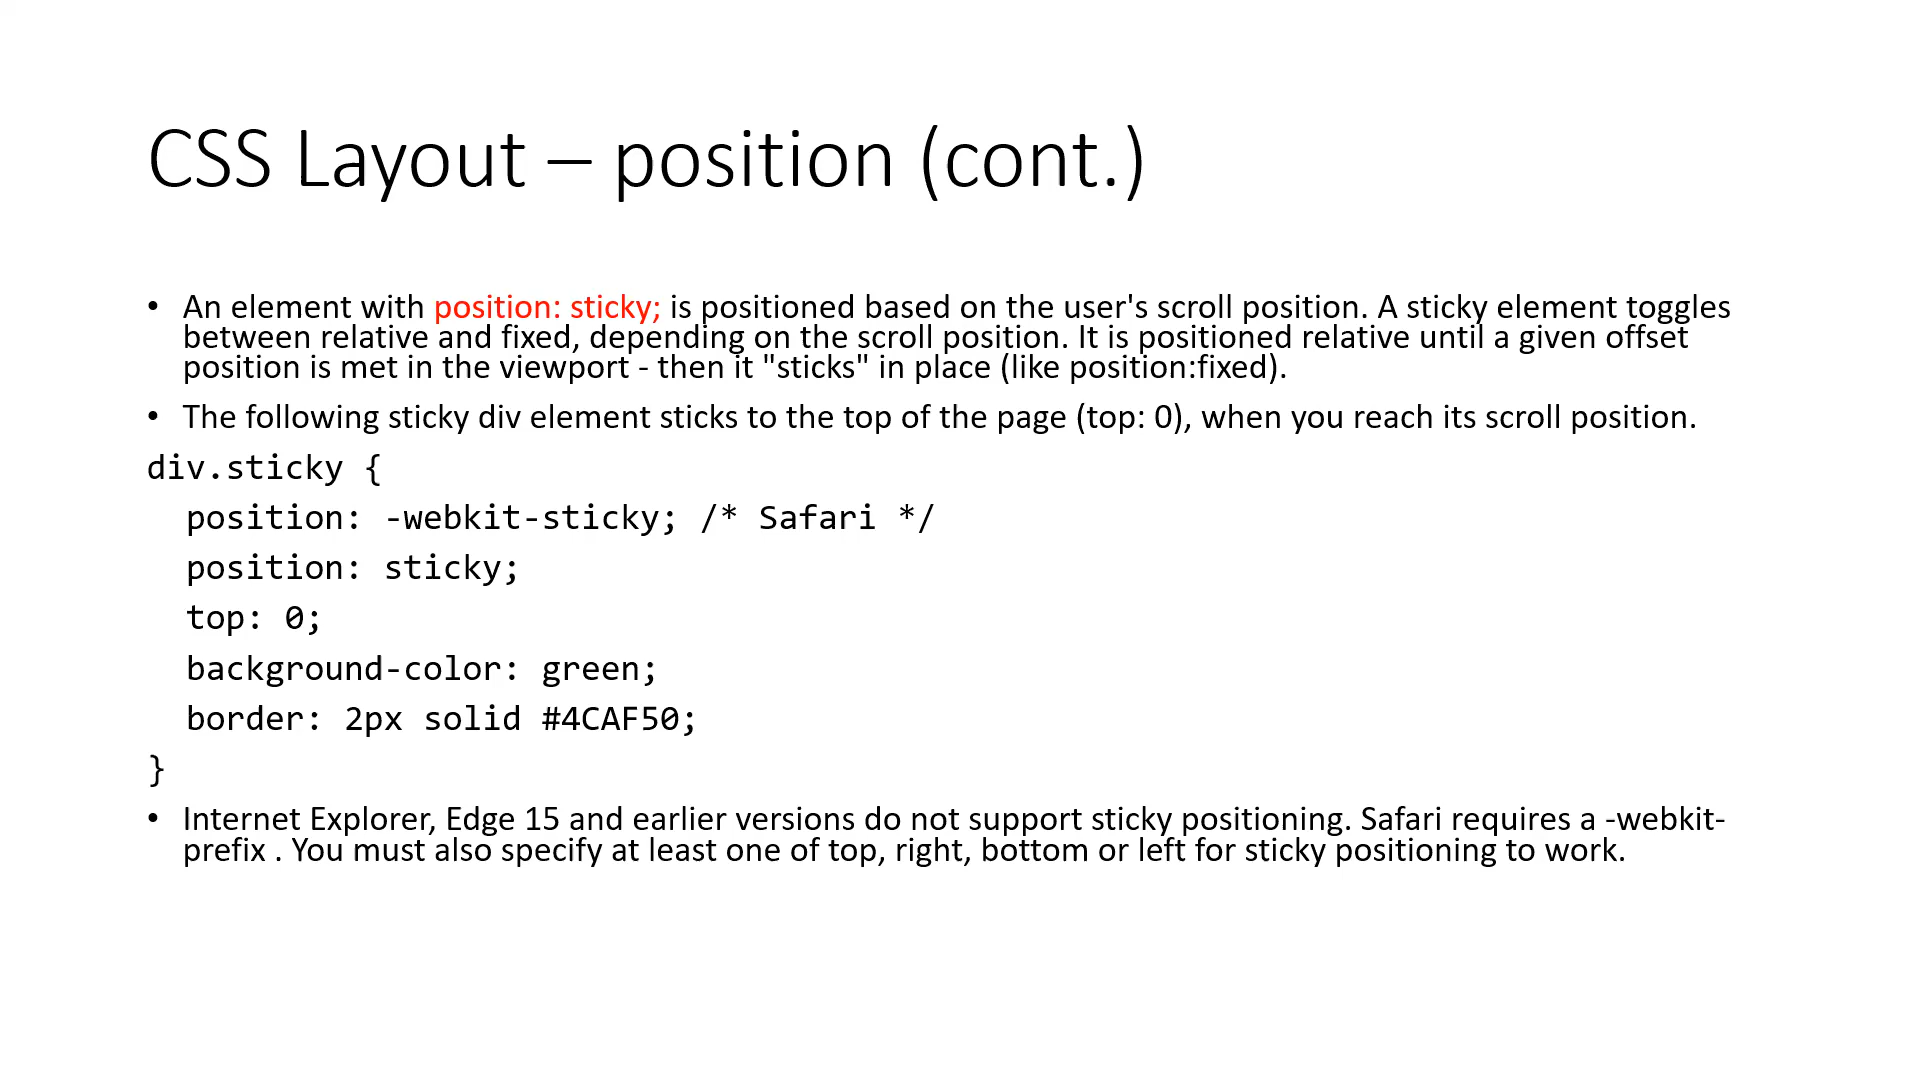 CSS Layout – position (cont.)
• An element with position: sticky; is positioned based on the user's scroll position. A sticky element toggles
between relative and fixed, depending on the scroll position. It is positioned relative until a given offset
position is met in the viewport - then it "sticks" in place (like position:fixed).
• The following sticky div element sticks to the top of the page (top: 0), when you reach its scroll position.
div.sticky {
  position: -webkit-sticky; /* Safari */
  position: sticky;
  top: 0;
  background-color: green;
  border: 2px solid #4CAF50;
}
• Internet Explorer, Edge 15 and earlier versions do not support sticky positioning. Safari requires a -webkit-
prefix . You must also specify at least one of top, right, bottom or left for sticky positioning to work.